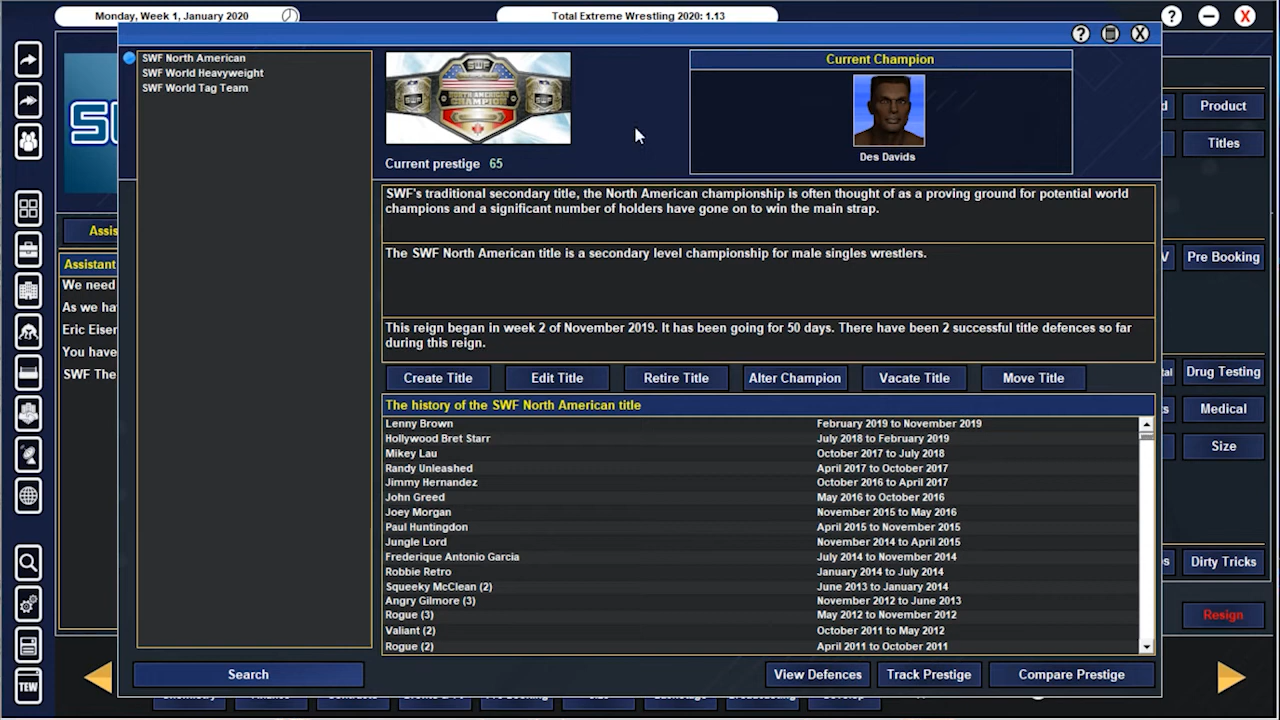 Monday, Week 1, January 2020
Total Extreme Wrestling 2020: 1.13
?
X
?
X
SWF North American
SWF World Heavyweight
SWF World Tag Team
SWF
NORTH AMERICAN
CHAMPION
Current prestige 65
Current Champion
Des Davids
Product
Titles
SWF's traditional secondary title, the North American championship is often thought of as a proving ground for potential world
champions and a significant number of holders have gone on to win the main strap.
The SWF North American title is a secondary level championship for male singles wrestlers.
This reign began in week 2 of November 2019. It has been going for 50 days. There have been 2 successful title defences so far
during this reign.
Assis
Assistant
We need
As we ha
Eric Eiser
You have
SWF The
Pre Booking
Drug Testing
Medical
Size
Dirty Tricks
Resign
Create Title
Edit Title
Retire Title
Alter Champion
Vacate Title
Move Title
The history of the SWF North American title
Lenny Brown February 2019 to November 2019
Hollywood Bret Starr July 2018 to February 2019
Mikey Lau October 2017 to July 2018
Randy Unleashed April 2017 to October 2017
Jimmy Hernandez October 2016 to April 2017
John Greed May 2016 to October 2016
Joey Morgan November 2015 to May 2016
Paul Huntingdon April 2015 to November 2015
Jungle Lord November 2014 to April 2015
Frederique Antonio Garcia July 2014 to November 2014
Robbie Retro January 2014 to July 2014
Squeeky McClean (2) June 2013 to January 2014
Angry Gilmore (3) November 2012 to June 2013
Rogue (3) May 2012 to November 2012
Valiant (2) October 2011 to May 2012
Rogue (2) April 2011 to October 2011
Search
View Defences
Track Prestige
Compare Prestige
TEW